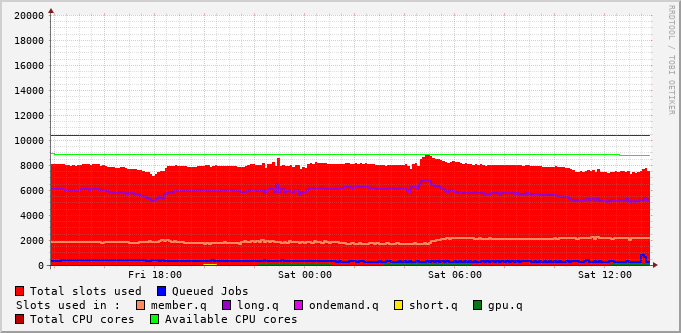 20000
18000
16000
14000
12000
10000
8000
6000
4000
2000
0
Fri 18:00 Sat 00:00 Sat 06:00 Sat 12:00
RRDTOOL / TOBI OETIKER
Total slots used Queued Jobs
Slots used in : member.q long.q ondemand.q short.q gpu.q
Total CPU cores Available CPU cores